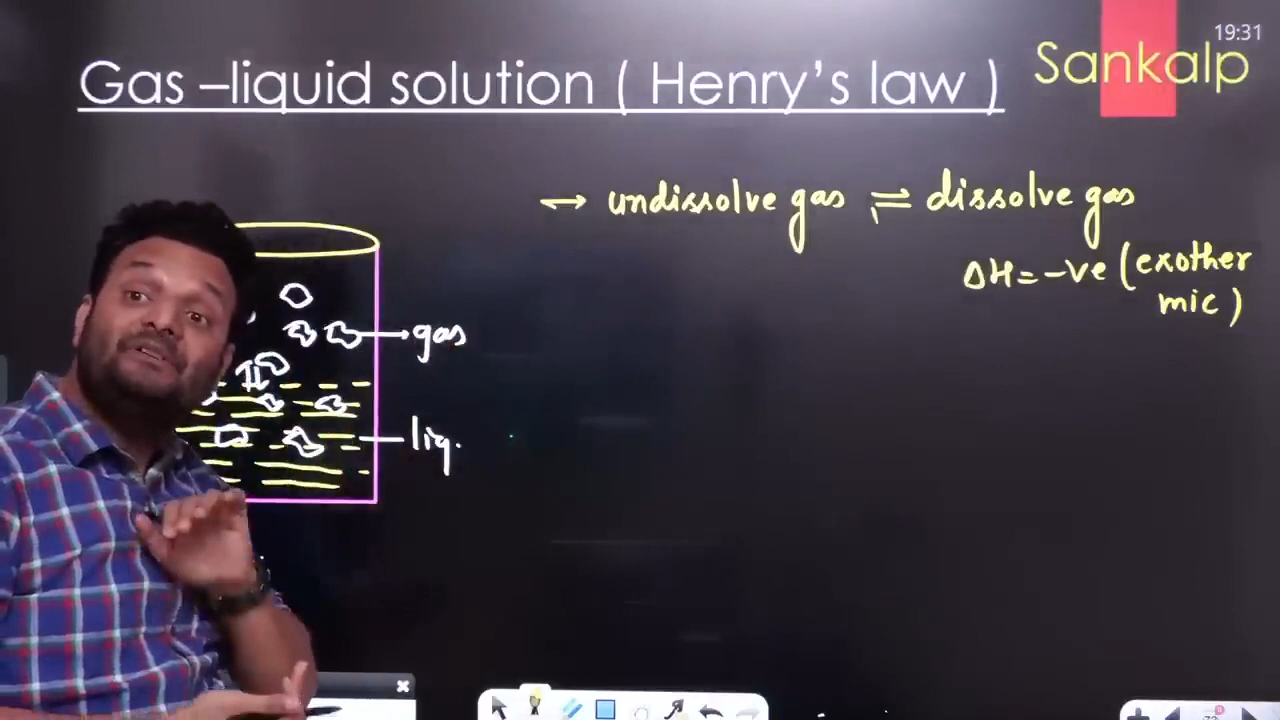 19:31
Sankalp
Gas –liquid solution ( Henry's law )
→ undissolve gas ⇌ dissolve gas
ΔH = -ve (exother
mic )
gas
liq.